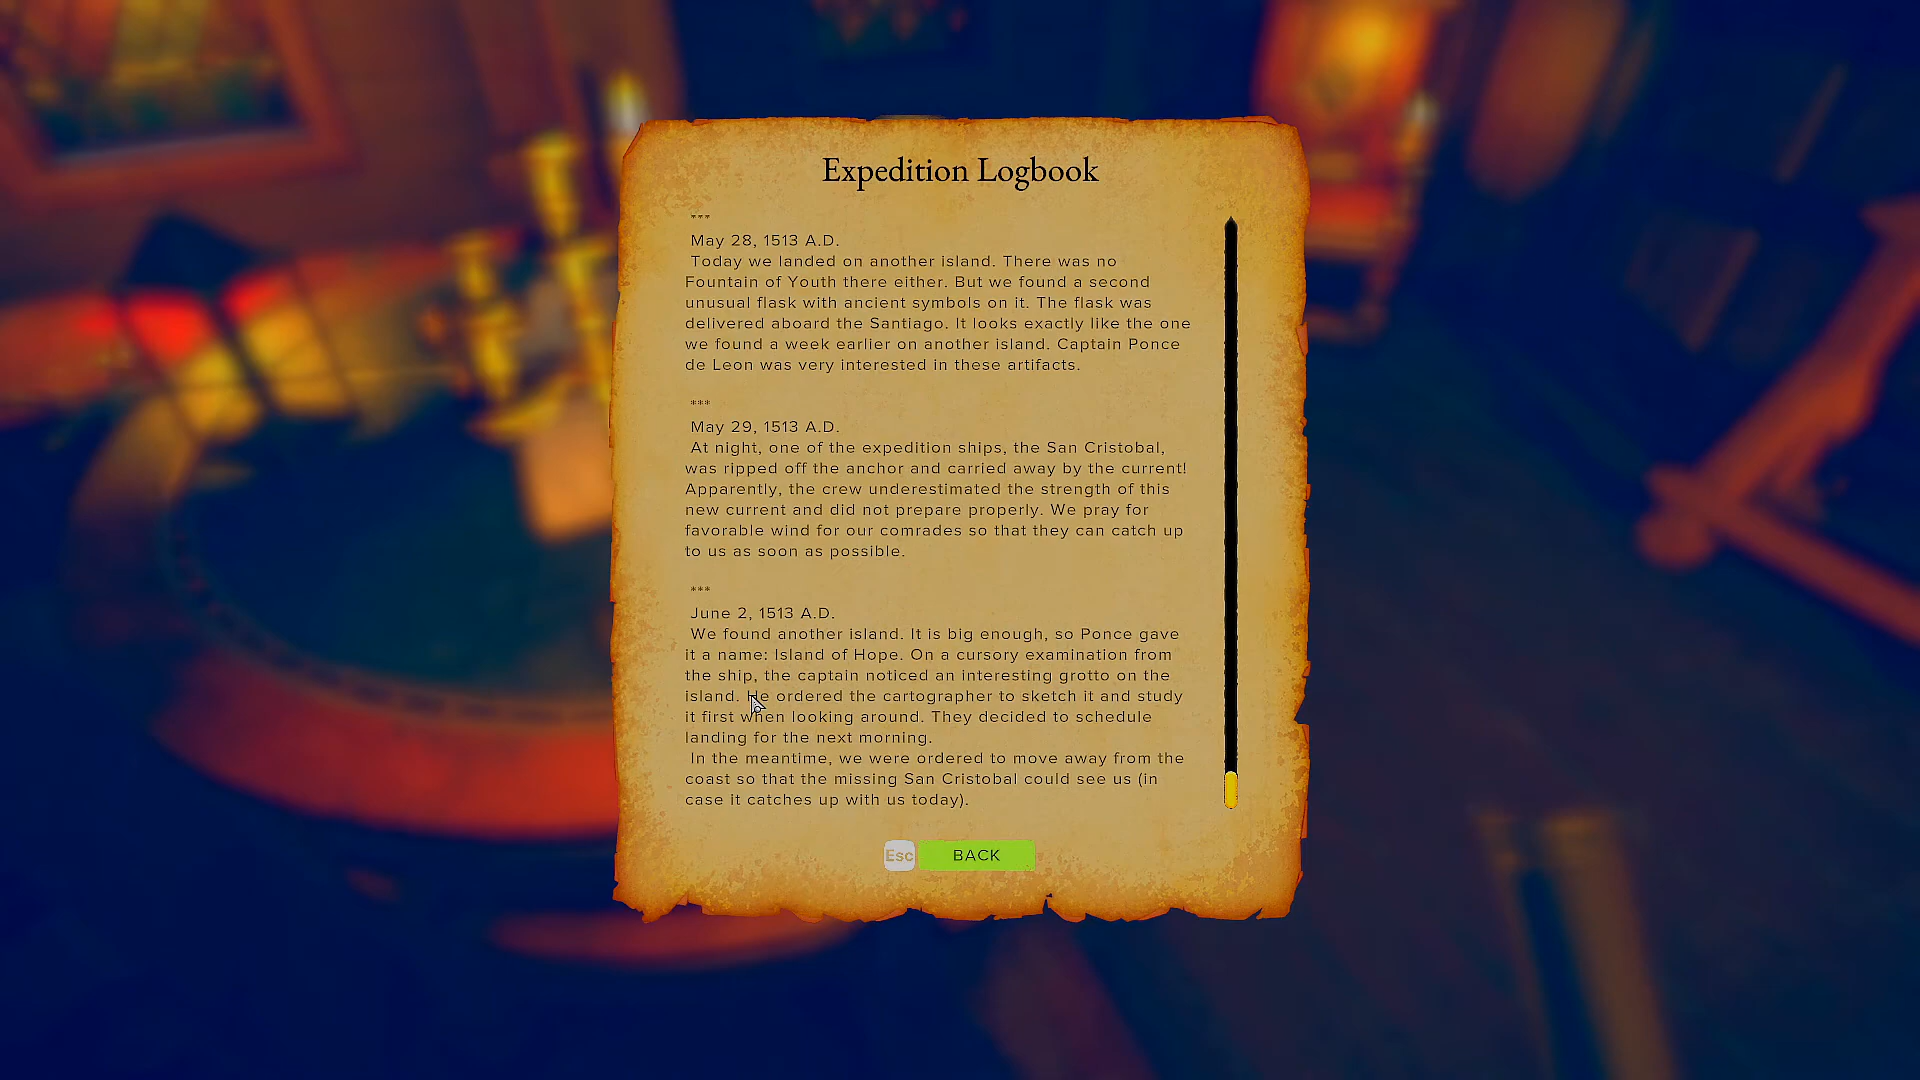 Expedition Logbook
***
May 28, 1513 A.D.
Today we landed on another island. There was no
Fountain of Youth there either. But we found a second
unusual flask with ancient symbols on it. The flask was
delivered aboard the Santiago. It looks exactly like the one
we found a week earlier on another island. Captain Ponce
de Leon was very interested in these artifacts.
***
May 29, 1513 A.D.
At night, one of the expedition ships, the San Cristobal,
was ripped off the anchor and carried away by the current!
Apparently, the crew underestimated the strength of this
new current and did not prepare properly. We pray for
favorable wind for our comrades so that they can catch up
to us as soon as possible.
***
June 2, 1513 A.D.
We found another island. It is big enough, so Ponce gave
it a name: Island of Hope. On a cursory examination from
the ship, the captain noticed an interesting grotto on the
island. He ordered the cartographer to sketch it and study
it first when looking around. They decided to schedule
landing for the next morning.
In the meantime, we were ordered to move away from the
coast so that the missing San Cristobal could see us (in
case it catches up with us today).
Esc BACK